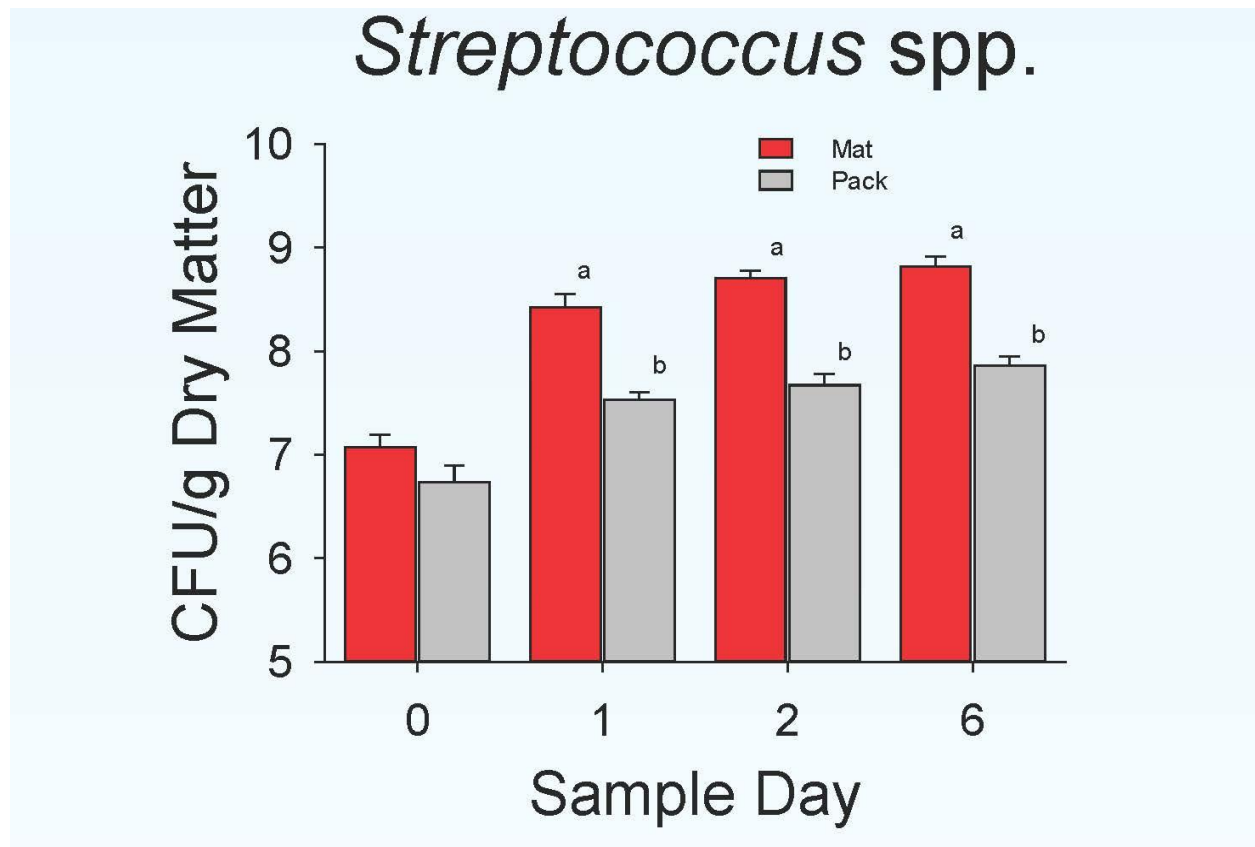 Streptococcus spp.
Mat
Pack
10
9
8
7
6
5
CFU/g Dry Matter
a
a
a
b
b
b
0 1 2 6
Sample Day